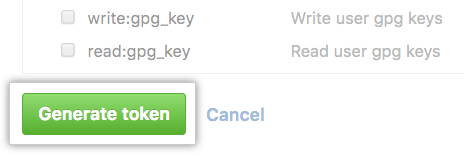 write:gpg_key Write user gpg keys
read:gpg_key Read user gpg keys
Generate token Cancel